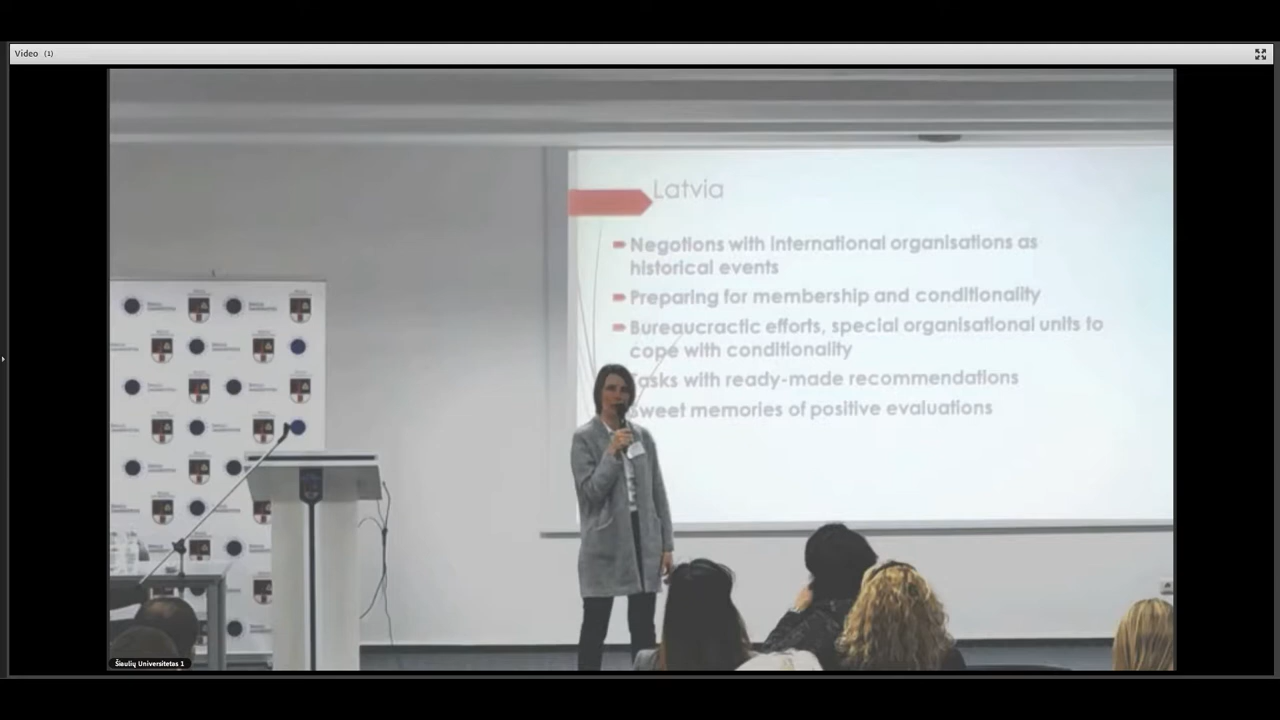 Video (1)
Latvia
Negotions with international organisations as
historical events
Preparing for membership and conditionality
Bureaucractic efforts, special organisational units to
cope with conditionality
Tasks with ready-made recommendations
Sweet memories of positive evaluations
Šiaulių Universitetas 1